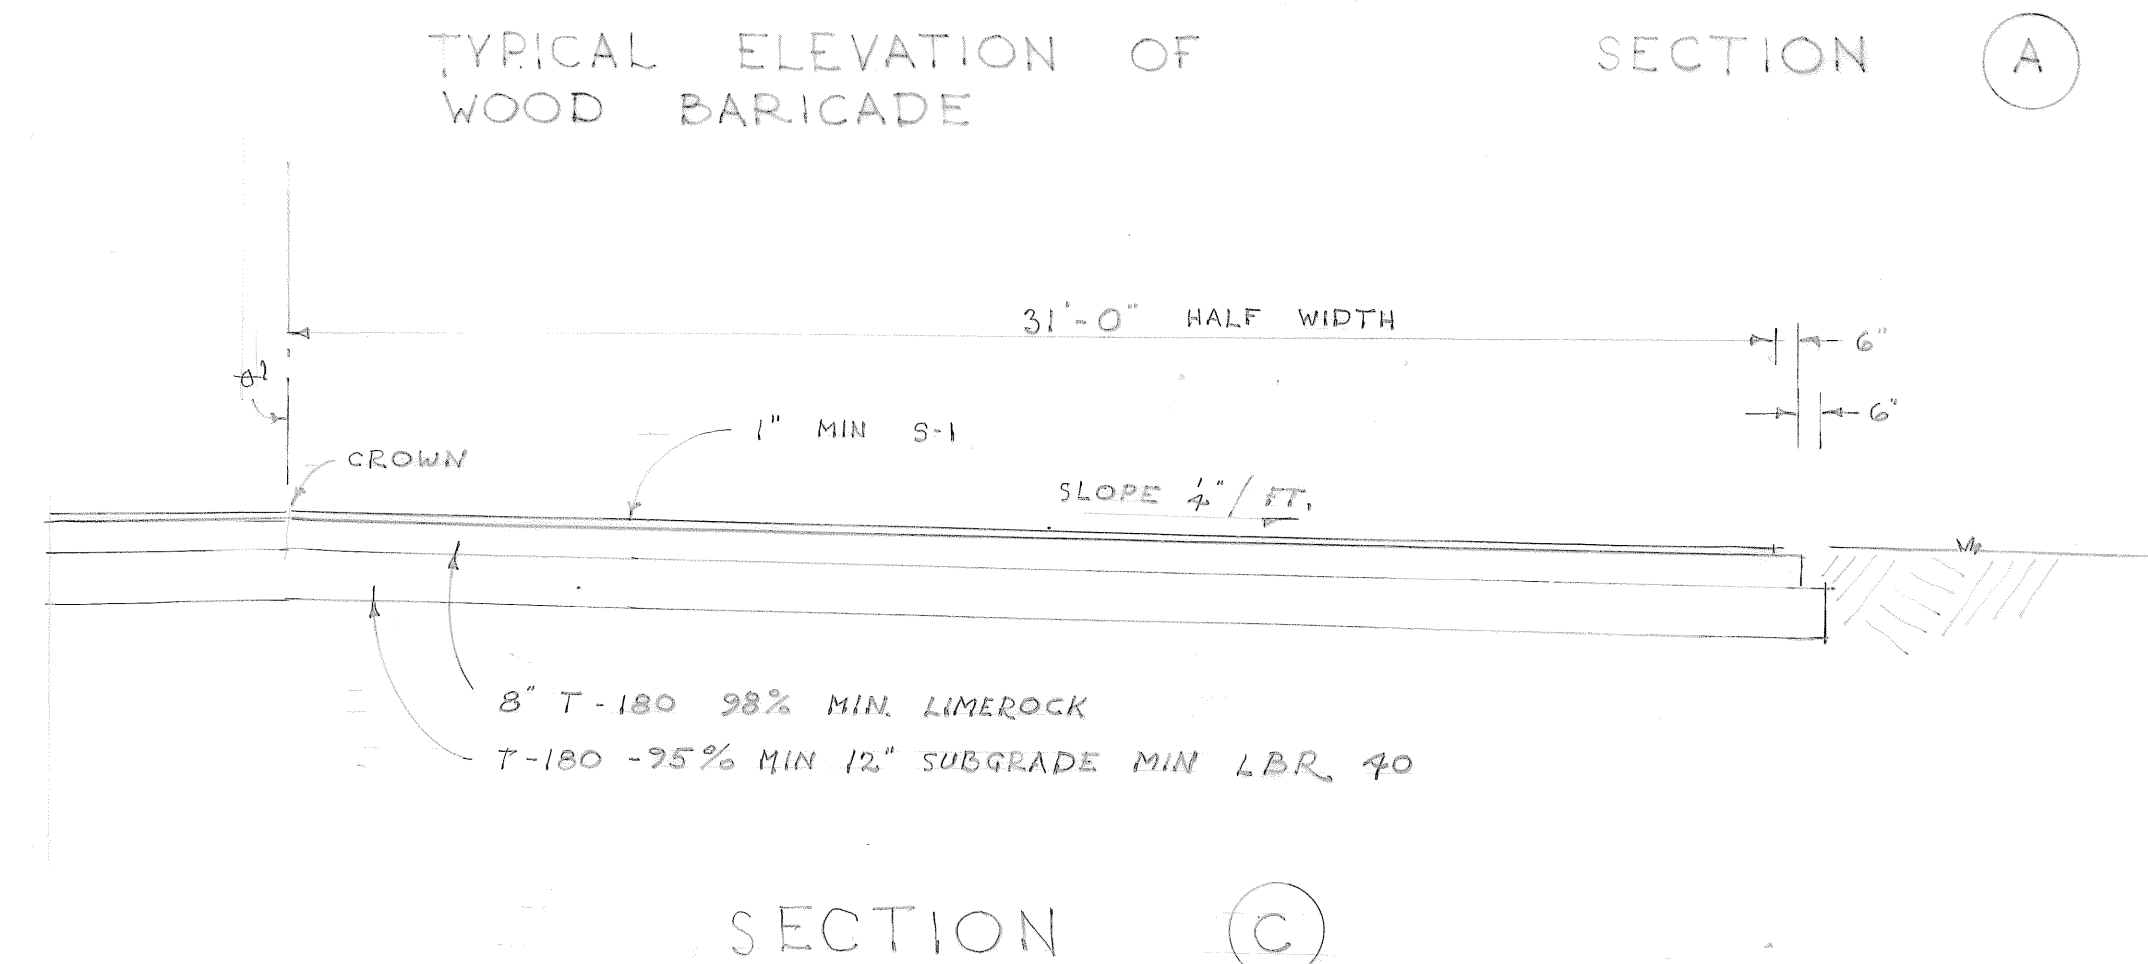 TYPICAL ELEVATION OF
WOOD BARICADE
SECTION A
31'-0" HALF WIDTH
6"
6"
1" MIN S-1
CROWN
SLOPE 1/4" / FT.
8" T-180 98% MIN. LIMEROCK
T-180 -95% MIN 12" SUBGRADE MIN LBR 40
SECTION C